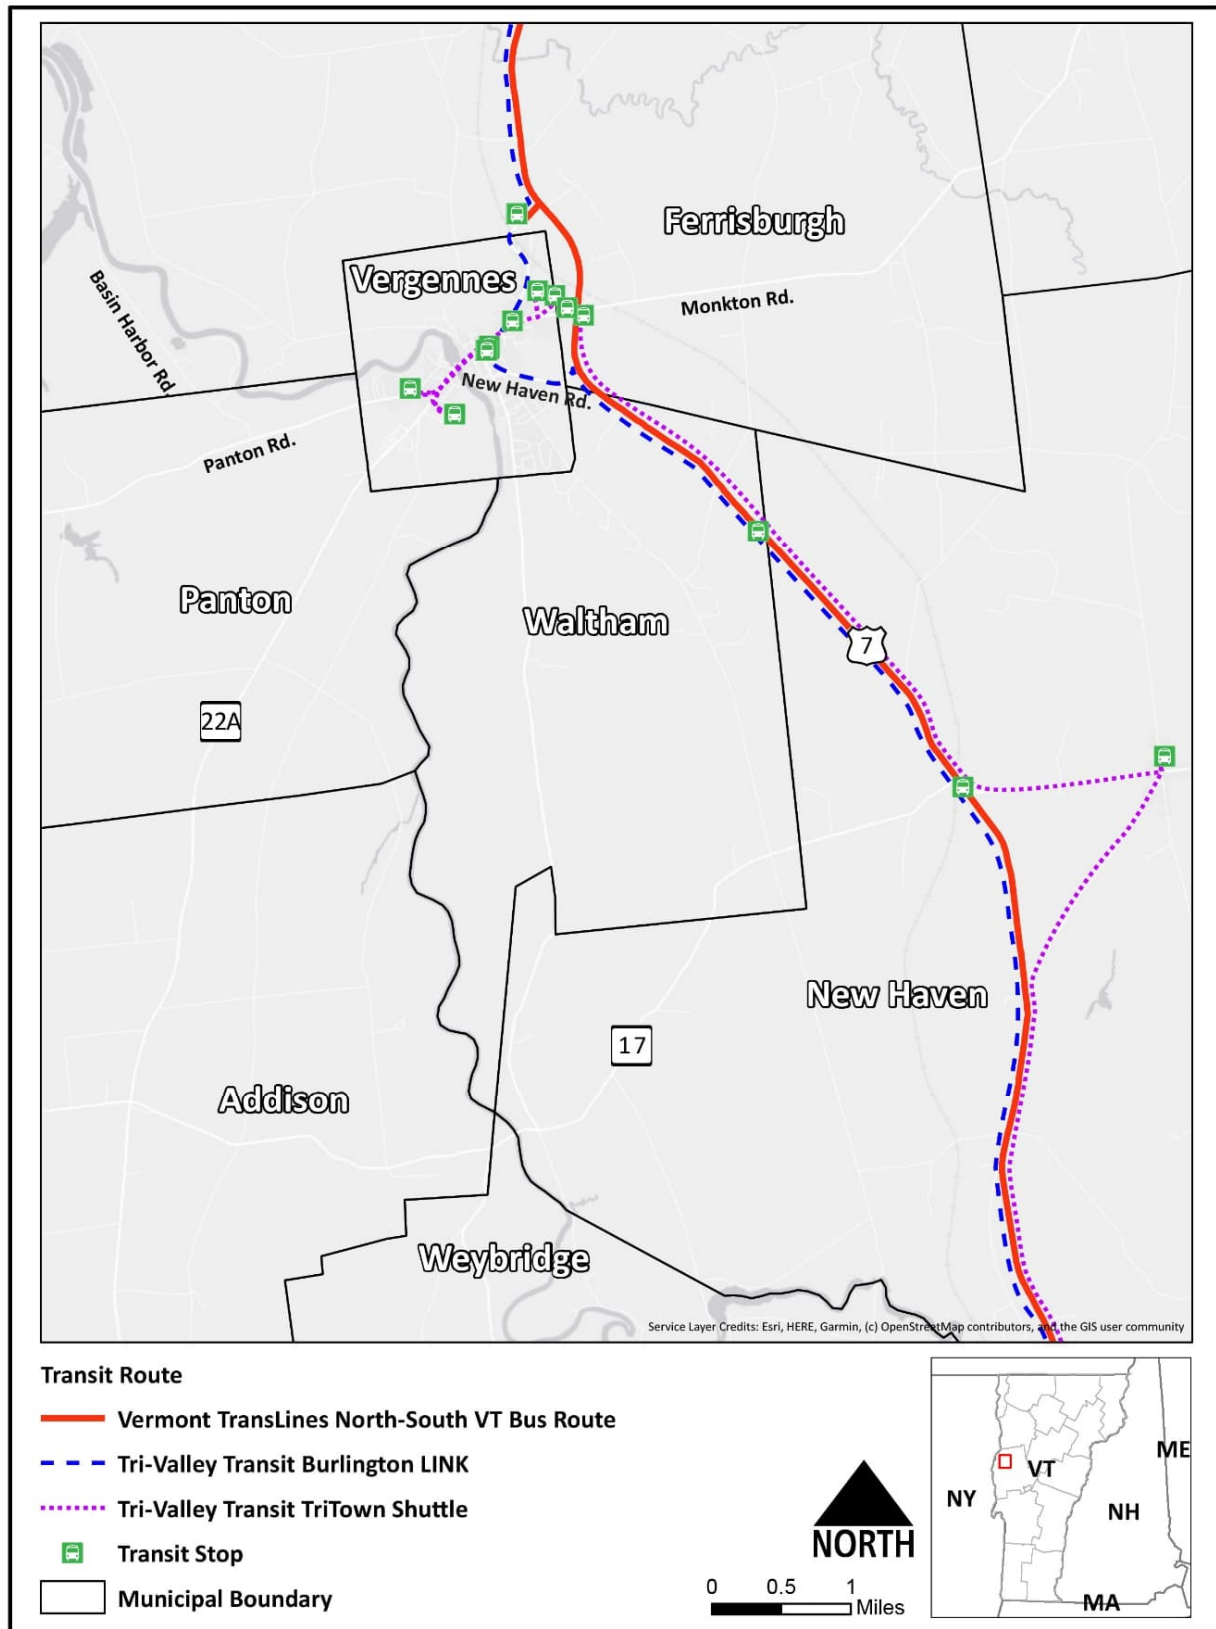 Ferrisburgh
Vergennes
Basin Harbor Rd.
Monkton Rd.
New Haven Rd.
Panton Rd.
Panton
Waltham
7
22A
New Haven
17
Addison
Weybridge
Service Layer Credits: Esri, HERE, Garmin, (c) OpenStreetMap contributors, and the GIS user community
Transit Route
Vermont TransLines North-South VT Bus Route
Tri-Valley Transit Burlington LINK
Tri-Valley Transit TriTown Shuttle
Transit Stop
Municipal Boundary
NORTH
0 0.5 1
Miles
ME
VT
NY
NH
MA